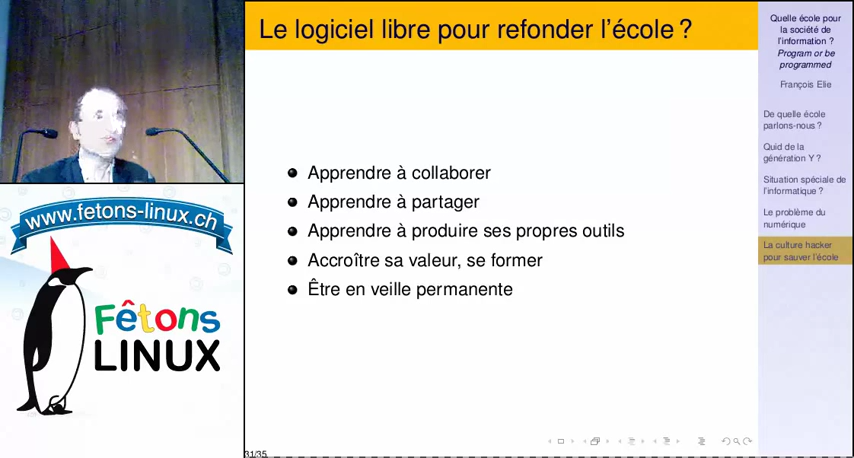 Le logiciel libre pour refonder l'école ?
Apprendre à collaborer
Apprendre à partager
Apprendre à produire ses propres outils
Accroître sa valeur, se former
Être en veille permanente
Quelle école pour
la société de
l'information ?
Program or be
programmed
François Elie
De quelle école
parlons-nous ?
Quid de la
génération Y ?
Situation spéciale de
l'informatique ?
Le problème du
numérique
La culture hacker
pour sauver l'école
www.fetons-linux.ch
Fêtons
LINUX
31/35